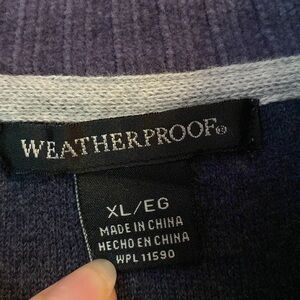 WEATHERPROOF®
XL/EG
MADE IN CHINA
HECHO EN CHINA
WPL 11590